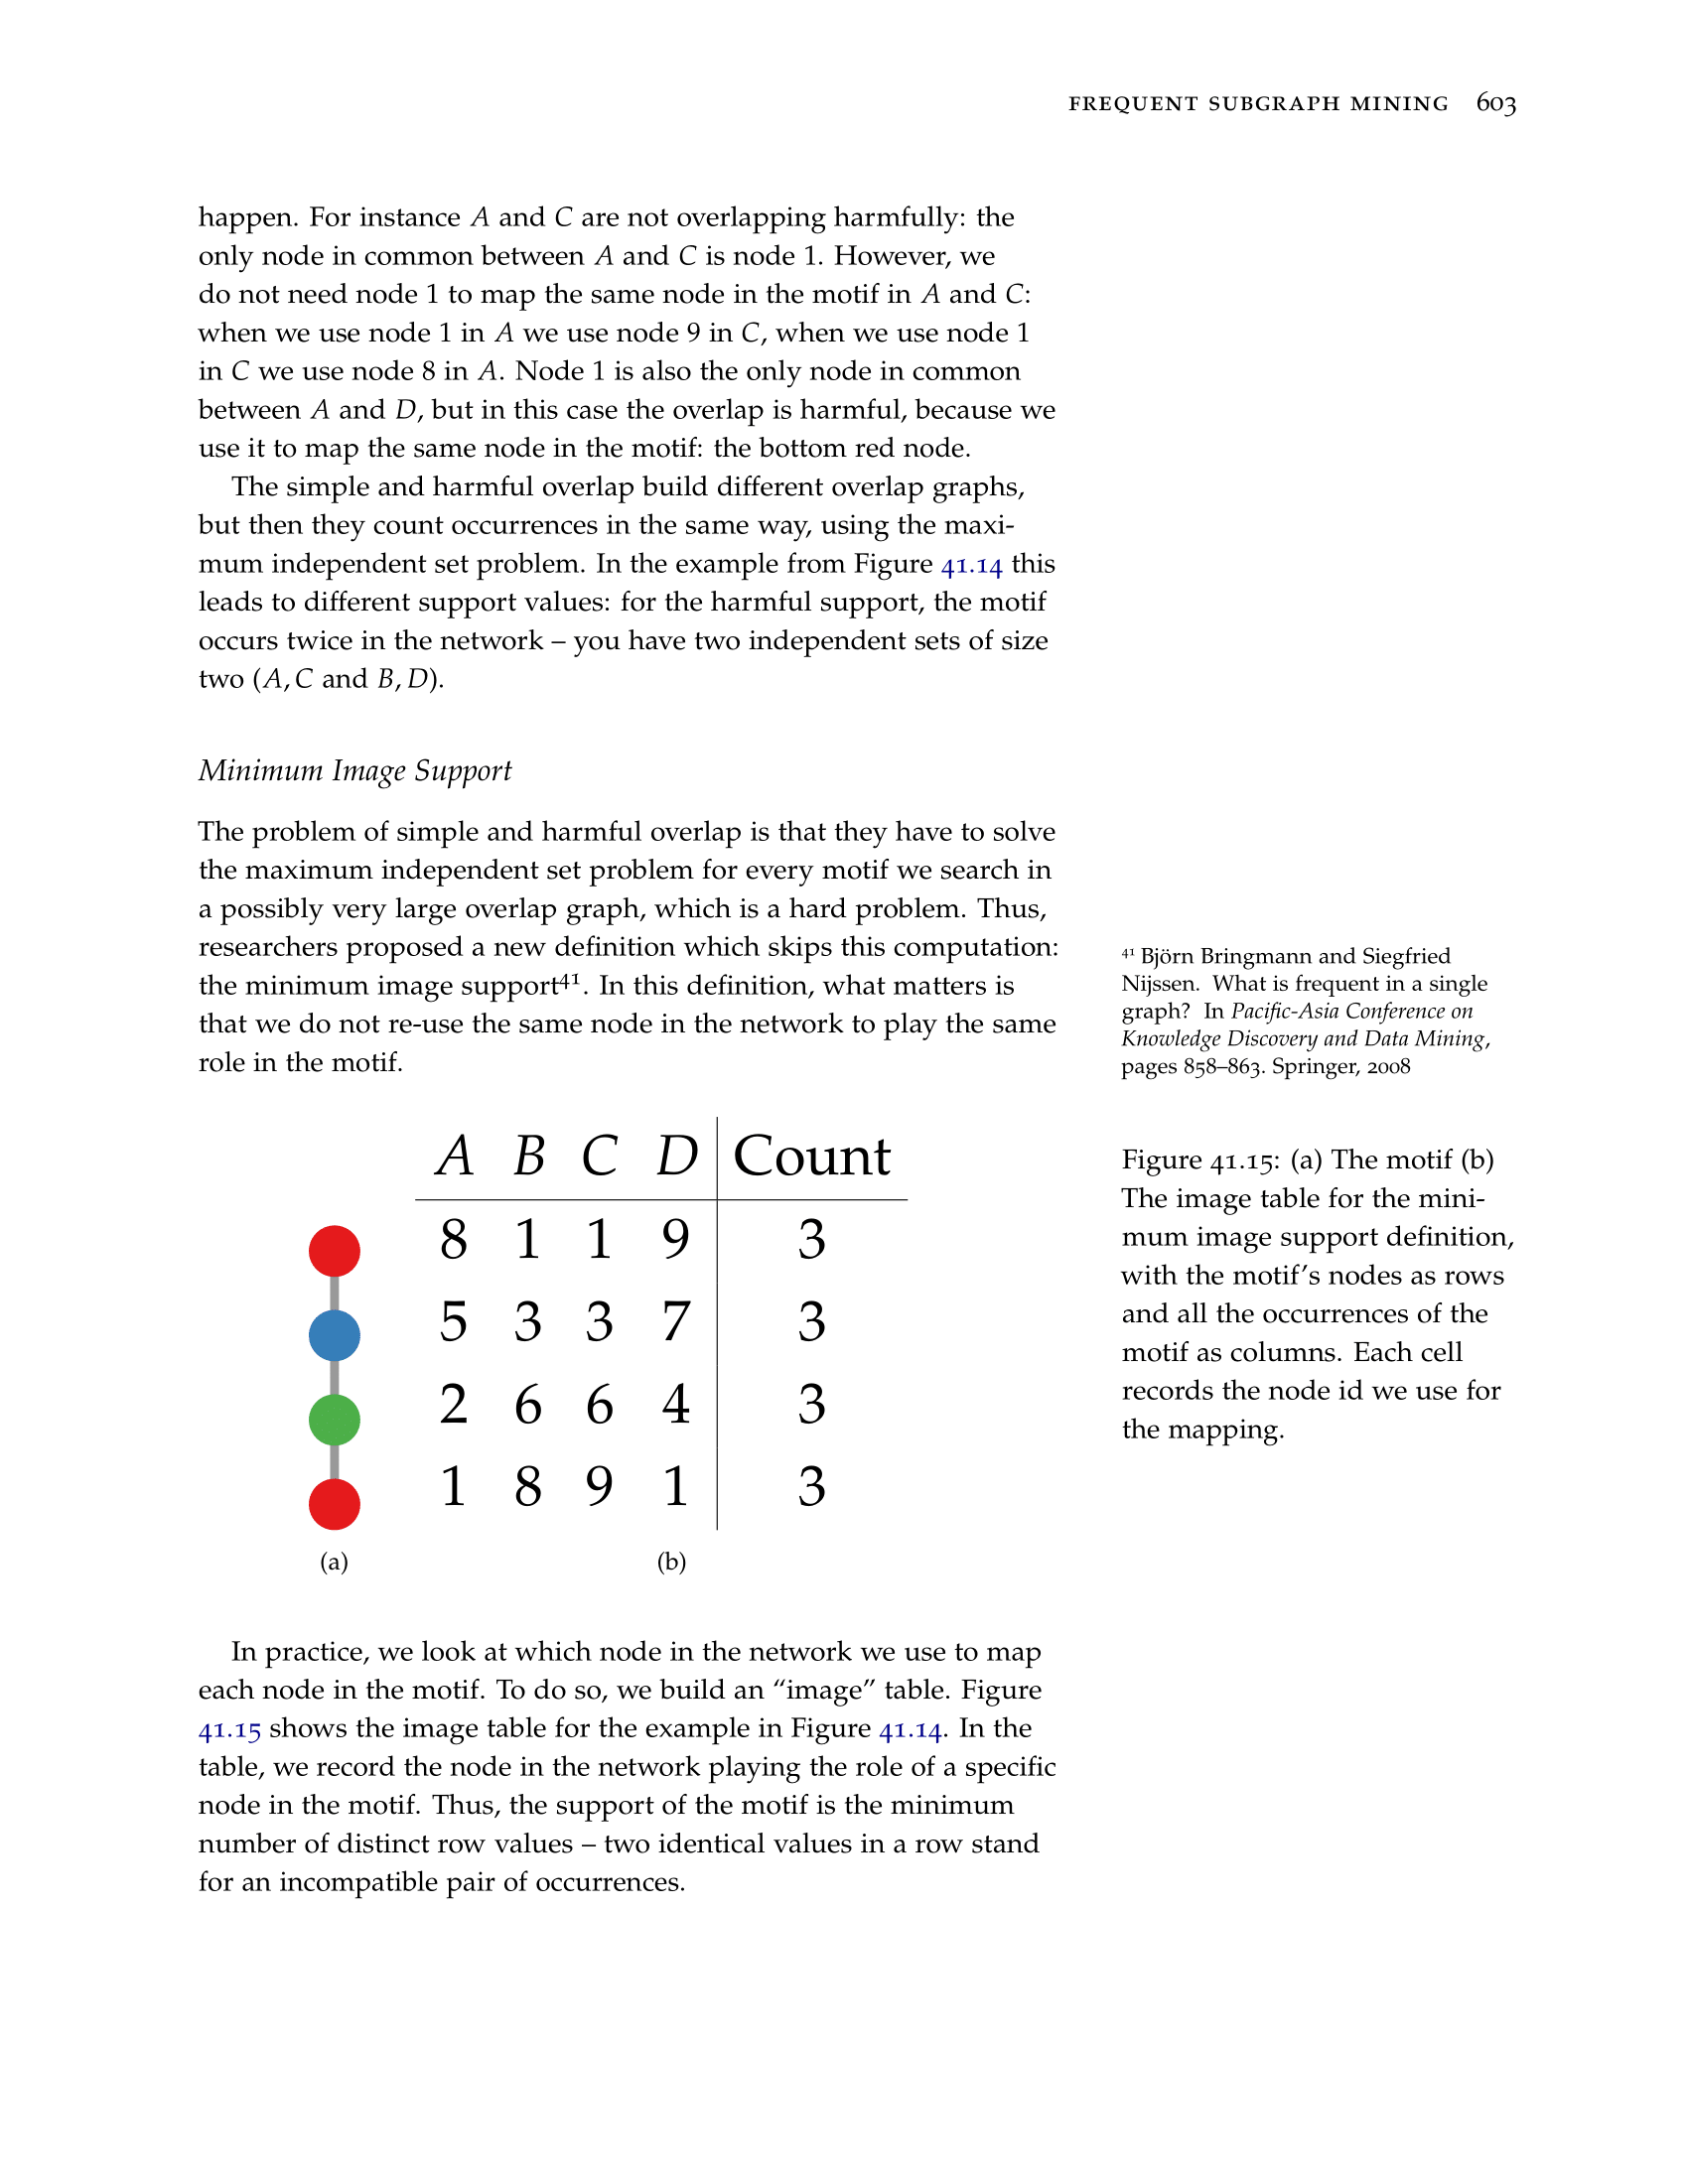 FREQUENT SUBGRAPH MINING 603
happen. For instance A and C are not overlapping harmfully: the
only node in common between A and C is node 1. However, we
do not need node 1 to map the same node in the motif in A and C:
when we use node 1 in A we use node 9 in C, when we use node 1
in C we use node 8 in A. Node 1 is also the only node in common
between A and D, but in this case the overlap is harmful, because we
use it to map the same node in the motif: the bottom red node.
The simple and harmful overlap build different overlap graphs,
but then they count occurrences in the same way, using the maxi-
mum independent set problem. In the example from Figure 41.14 this
leads to different support values: for the harmful support, the motif
occurs twice in the network – you have two independent sets of size
two (A, C and B, D).
Minimum Image Support
The problem of simple and harmful overlap is that they have to solve
the maximum independent set problem for every motif we search in
a possibly very large overlap graph, which is a hard problem. Thus,
researchers proposed a new definition which skips this computation:
the minimum image support41. In this definition, what matters is
that we do not re-use the same node in the network to play the same
role in the motif.
41 Björn Bringmann and Siegfried
Nijssen. What is frequent in a single
graph? In Pacific-Asia Conference on
Knowledge Discovery and Data Mining,
pages 858–863. Springer, 2008
A B C D Count
8 1 1 9 3
5 3 3 7 3
2 6 6 4 3
1 8 9 1 3
(a) (b)
Figure 41.15: (a) The motif (b)
The image table for the mini-
mum image support definition,
with the motif's nodes as rows
and all the occurrences of the
motif as columns. Each cell
records the node id we use for
the mapping.
In practice, we look at which node in the network we use to map
each node in the motif. To do so, we build an “image” table. Figure
41.15 shows the image table for the example in Figure 41.14. In the
table, we record the node in the network playing the role of a specific
node in the motif. Thus, the support of the motif is the minimum
number of distinct row values – two identical values in a row stand
for an incompatible pair of occurrences.